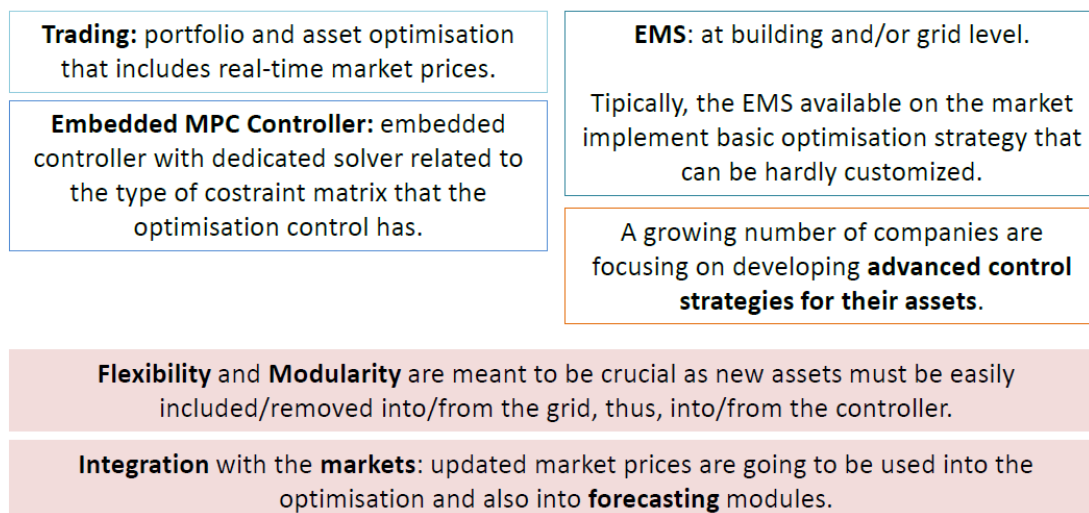 Trading: portfolio and asset optimisation
that includes real-time market prices.
Embedded MPC Controller: embedded
controller with dedicated solver related to
the type of costraint matrix that the
optimisation control has.
EMS: at building and/or grid level.
Tipically, the EMS available on the market
implement basic optimisation strategy that
can be hardly customized.
A growing number of companies are
focusing on developing advanced control
strategies for their assets.
Flexibility and Modularity are meant to be crucial as new assets must be easily
included/removed into/from the grid, thus, into/from the controller.
Integration with the markets: updated market prices are going to be used into the
optimisation and also into forecasting modules.